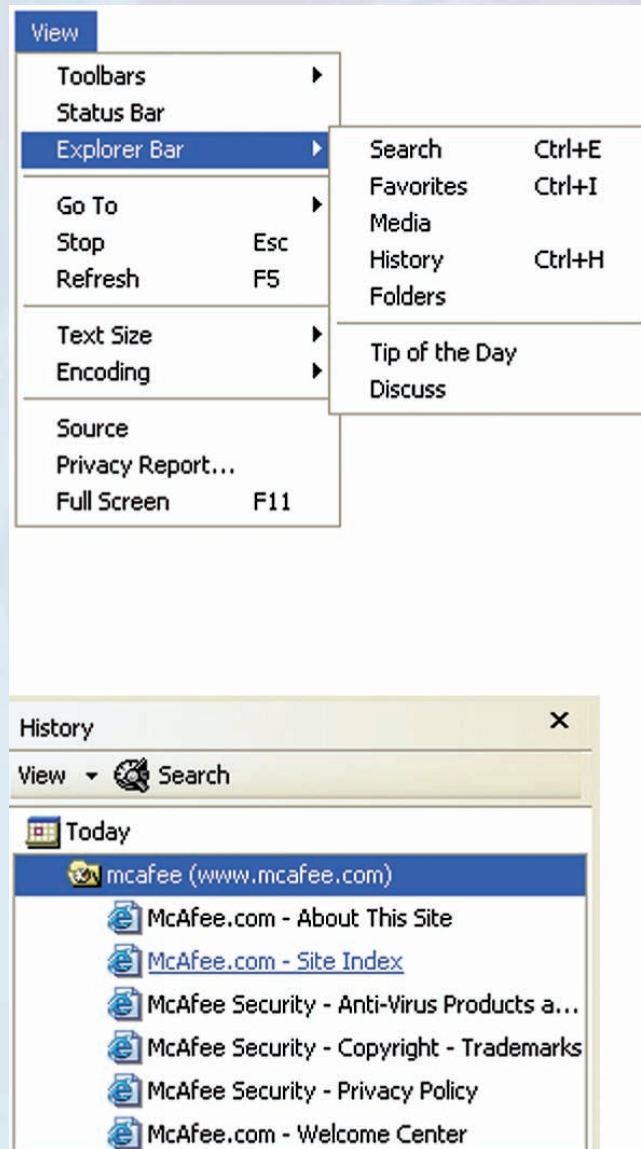 View
Toolbars
Status Bar
Explorer Bar
Go To
Stop Esc
Refresh F5
Text Size
Encoding
Source
Privacy Report...
Full Screen F11
Search Ctrl+E
Favorites Ctrl+I
Media
History Ctrl+H
Folders
Tip of the Day
Discuss
History
View Search
Today
mcafee (www.mcafee.com)
McAfee.com - About This Site
McAfee.com - Site Index
McAfee Security - Anti-Virus Products a...
McAfee Security - Copyright - Trademarks
McAfee Security - Privacy Policy
McAfee.com - Welcome Center